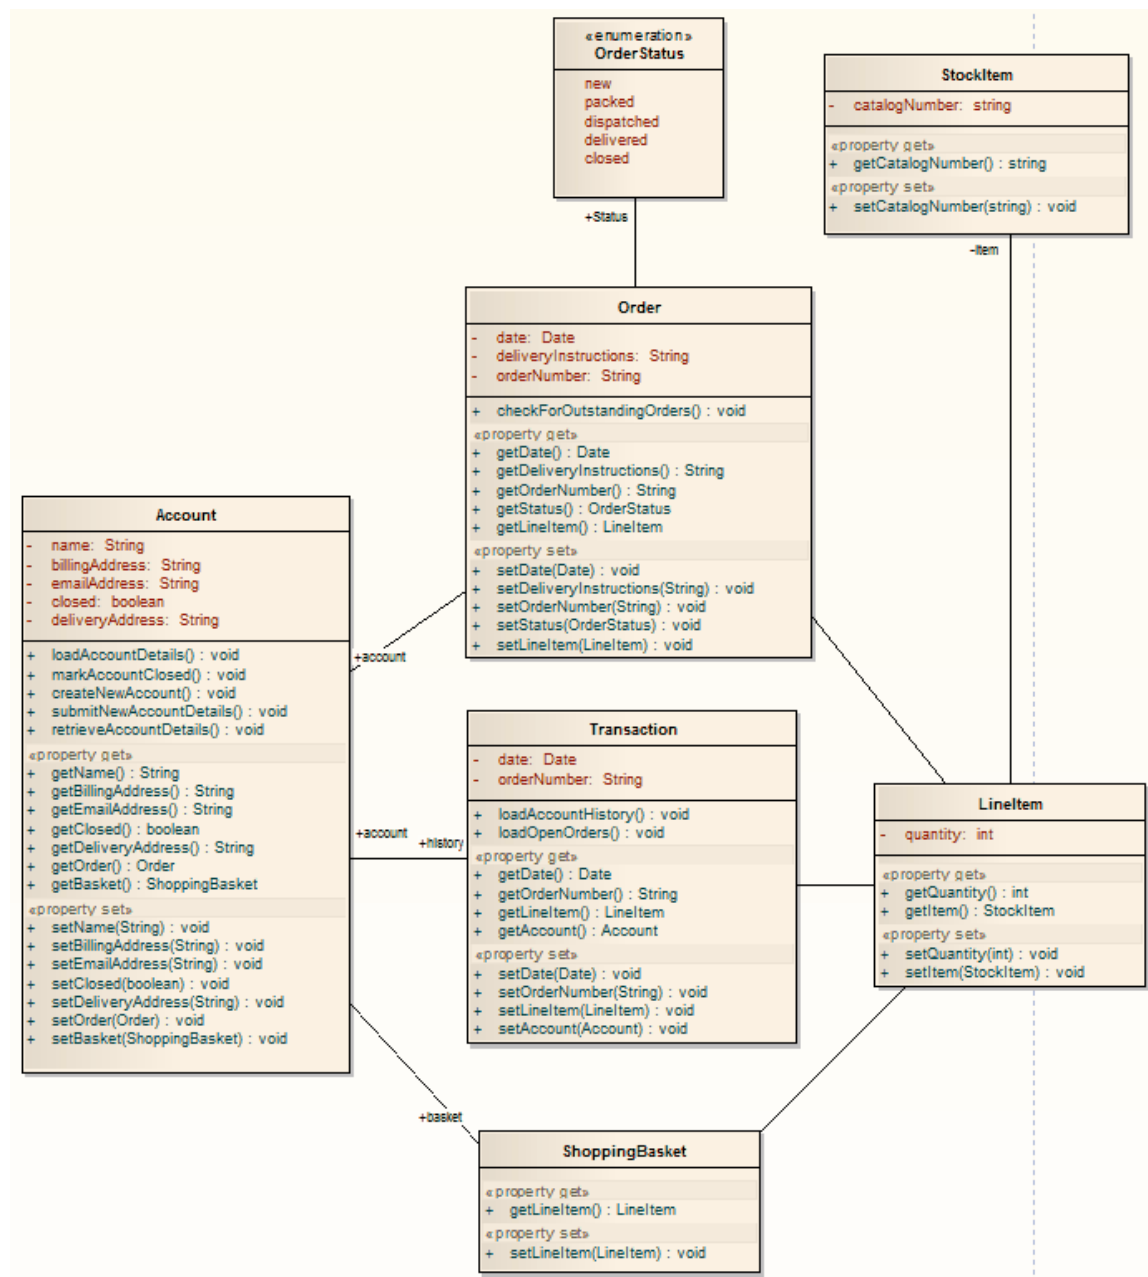 «enumeration»
OrderStatus
new
packed
dispatched
delivered
closed
+Status
StockItem
- catalogNumber: string
«property get»
+ getCatalogNumber() : string
«property set»
+ setCatalogNumber(string) : void
-Item
Order
- date: Date
- deliveryInstructions: String
- orderNumber: String
+ checkForOutstandingOrders() : void
«property get»
+ getDate() : Date
+ getDeliveryInstructions() : String
+ getOrderNumber() : String
+ getStatus() : OrderStatus
+ getLineItem() : LineItem
«property set»
+ setDate(Date) : void
+ setDeliveryInstructions(String) : void
+ setOrderNumber(String) : void
+ setStatus(OrderStatus) : void
+ setLineItem(LineItem) : void
Account
- name: String
- billingAddress: String
- emailAddress: String
- closed: boolean
- deliveryAddress: String
+ loadAccountDetails() : void
+ markAccountClosed() : void
+ createNewAccount() : void
+ submitNewAccountDetails() : void
+ retrieveAccountDetails() : void
«property get»
+ getName() : String
+ getBillingAddress() : String
+ getEmailAddress() : String
+ getClosed() : boolean
+ getDeliveryAddress() : String
+ getOrder() : Order
+ getBasket() : ShoppingBasket
«property set»
+ setName(String) : void
+ setBillingAddress(String) : void
+ setEmailAddress(String) : void
+ setClosed(boolean) : void
+ setDeliveryAddress(String) : void
+ setOrder(Order) : void
+ setBasket(ShoppingBasket) : void
+account
+account
+history
+basket
Transaction
- date: Date
- orderNumber: String
+ loadAccountHistory() : void
+ loadOpenOrders() : void
«property get»
+ getDate() : Date
+ getOrderNumber() : String
+ getLineItem() : LineItem
+ getAccount() : Account
«property set»
+ setDate(Date) : void
+ setOrderNumber(String) : void
+ setLineItem(LineItem) : void
+ setAccount(Account) : void
LineItem
- quantity: int
«property get»
+ getQuantity() : int
+ getItem() : StockItem
«property set»
+ setQuantity(int) : void
+ setItem(StockItem) : void
ShoppingBasket
«property get»
+ getLineItem() : LineItem
«property set»
+ setLineItem(LineItem) : void